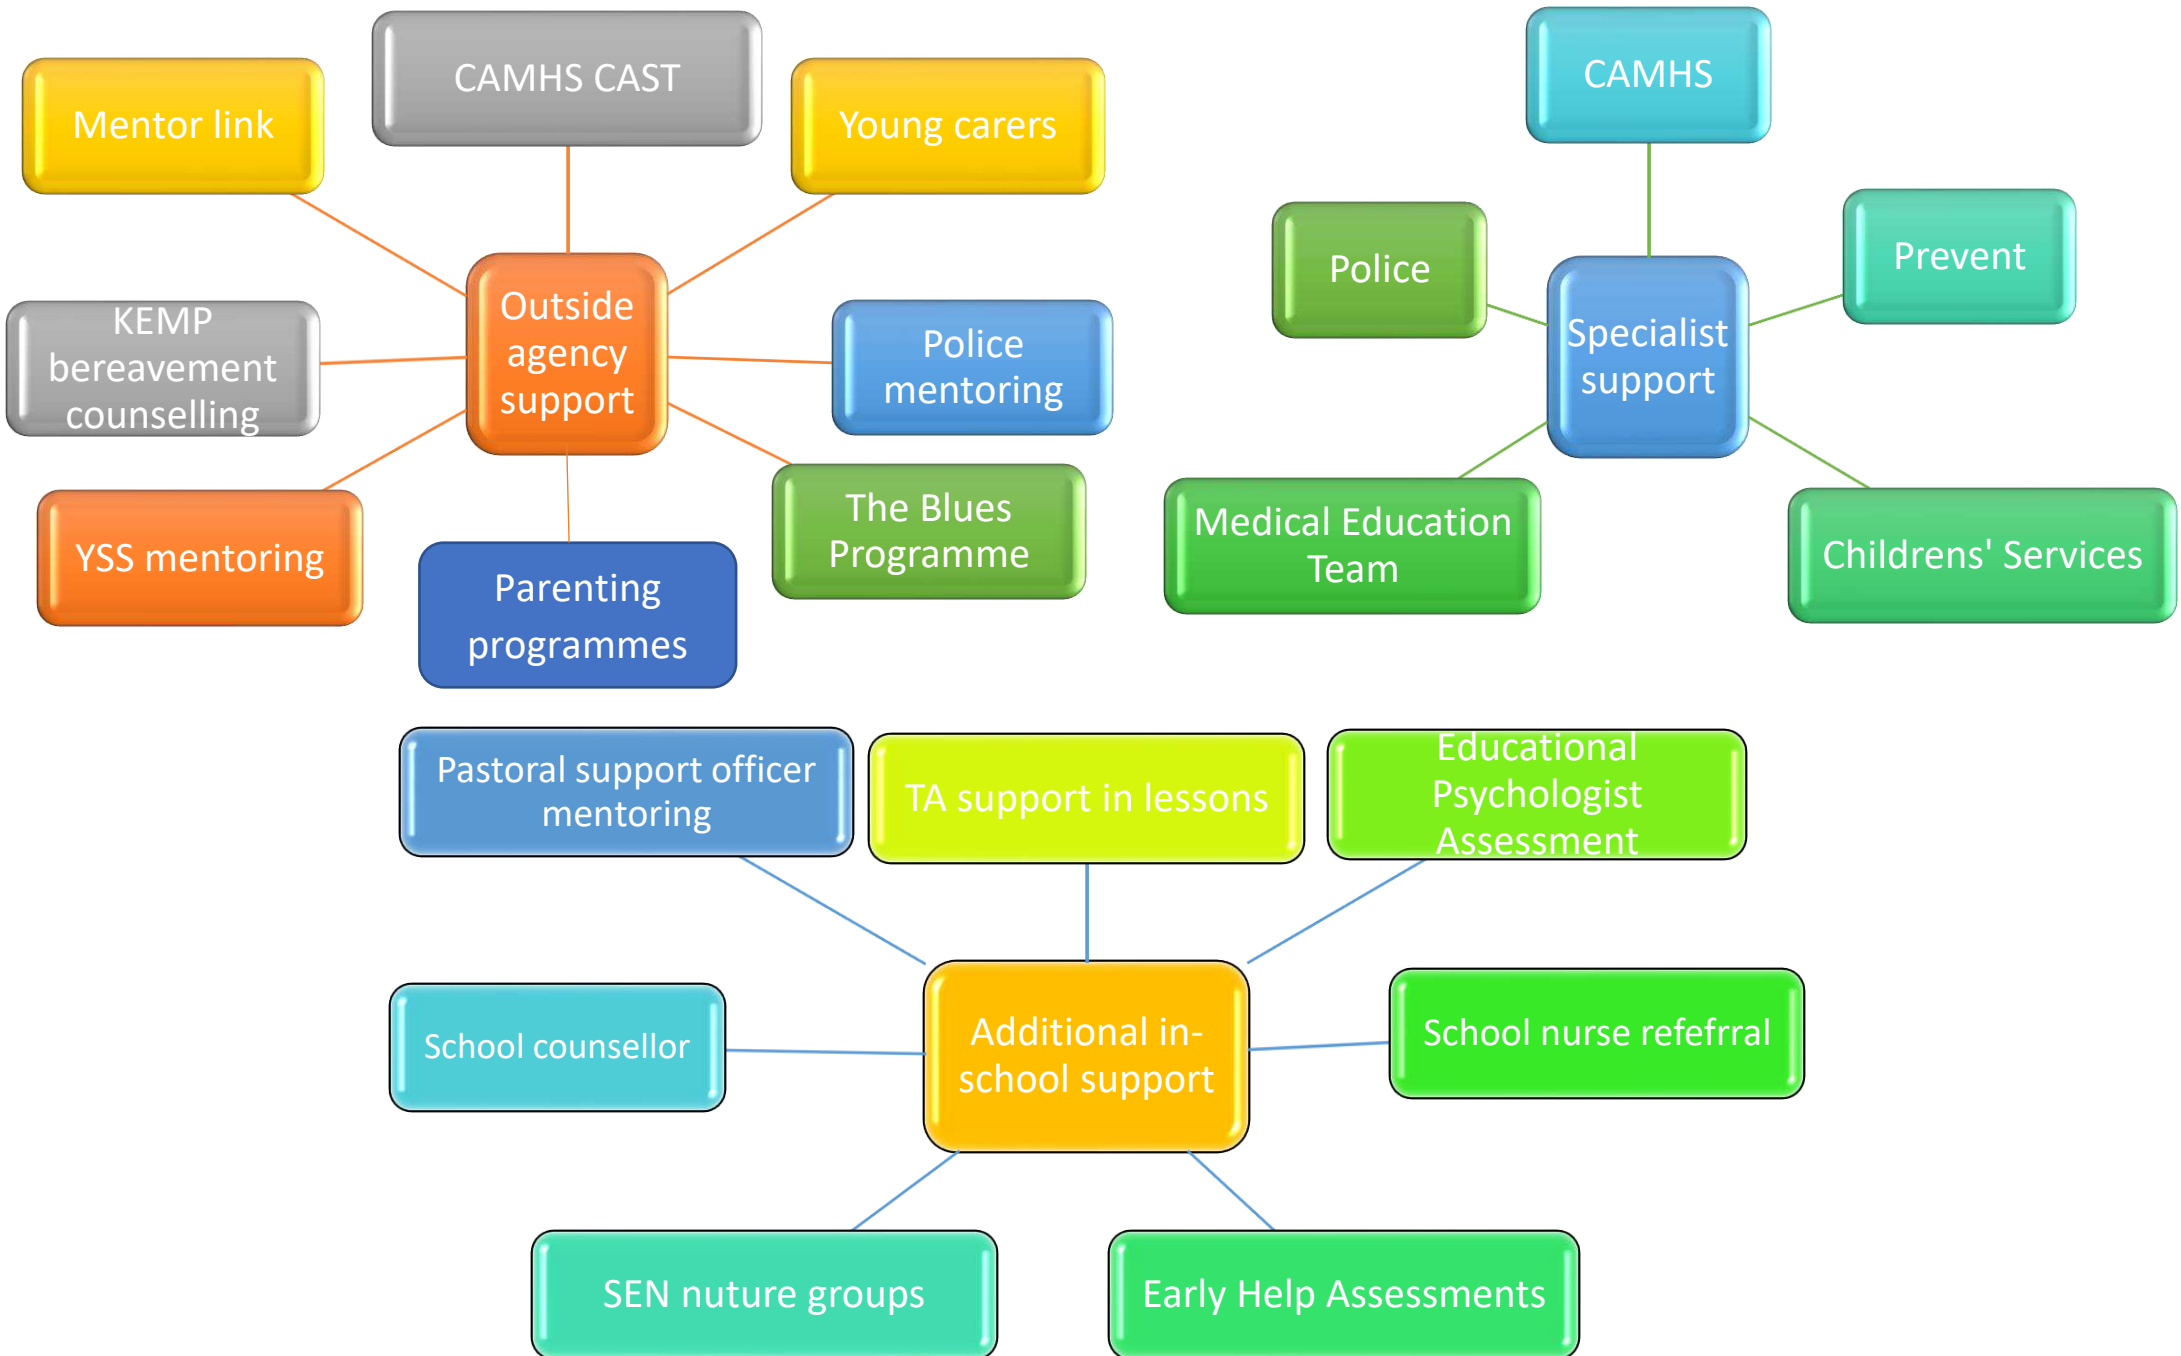 CAMHS CAST
Mentor link
Young carers
KEMP
bereavement
counselling
Outside
agency
support
Police
mentoring
YSS mentoring
The Blues
Programme
Parenting
programmes
CAMHS
Police
Prevent
Specialist
support
Medical Education
Team
Childrens' Services
Pastoral support officer
mentoring
TA support in lessons
Educational
Psychologist
Assessment
School counsellor
Additional in-
school support
School nurse refefrral
SEN nuture groups
Early Help Assessments